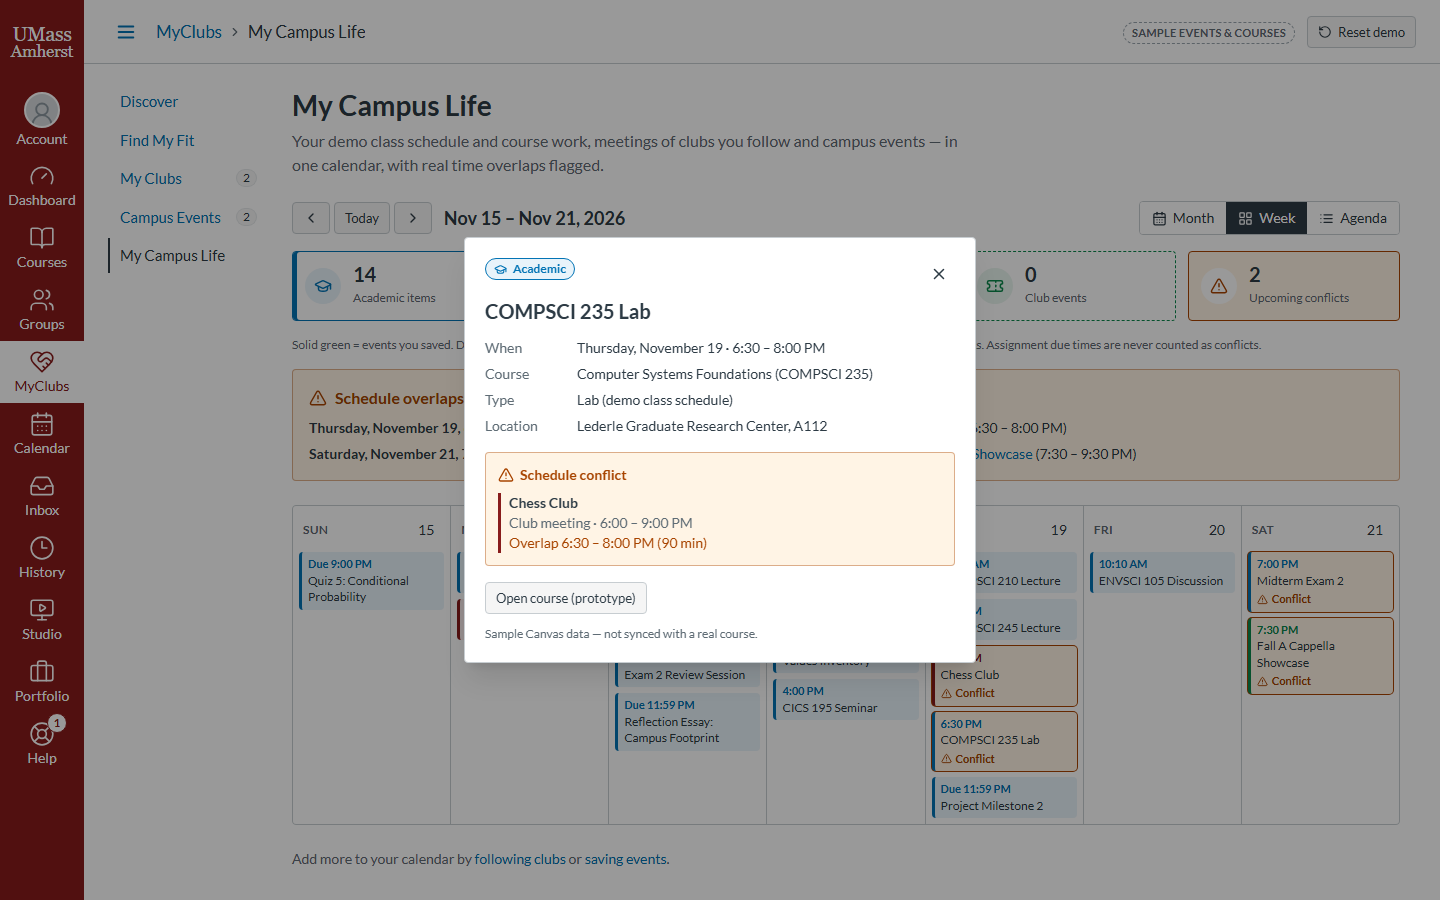 UMass
Amherst
Account
Dashboard
Courses
Groups
MyClubs
Calendar
Inbox
History
Studio
Portfolio
1
Help
MyClubs > My Campus Life
SAMPLE EVENTS & COURSES
Reset demo
Discover
Find My Fit
My Clubs 2
Campus Events 2
My Campus Life
My Campus Life
Your demo class schedule and course work, meetings of clubs you follow and campus events — in
one calendar, with real time overlaps flagged.
Today
Nov 15 – Nov 21, 2026
Month
Week
Agenda
14
Academic items
0
Club events
2
Upcoming conflicts
Solid green = events you saved. D
s. Assignment due times are never counted as conflicts.
Schedule overlaps
Thursday, November 19,
6:30 – 8:00 PM)
Saturday, November 21,
Showcase (7:30 – 9:30 PM)
Academic
COMPSCI 235 Lab
When Thursday, November 19 · 6:30 – 8:00 PM
Course Computer Systems Foundations (COMPSCI 235)
Type Lab (demo class schedule)
Location Lederle Graduate Research Center, A112
Schedule conflict
Chess Club
Club meeting · 6:00 – 9:00 PM
Overlap 6:30 – 8:00 PM (90 min)
Open course (prototype)
Sample Canvas data — not synced with a real course.
SUN 15
Due 9:00 PM
Quiz 5: Conditional
Probability
Exam 2 Review Session
Due 11:59 PM
Reflection Essay:
Campus Footprint
Values Inventory
4:00 PM
CICS 195 Seminar
19
AM
SCI 210 Lecture
M
SCI 245 Lecture
M
Chess Club
Conflict
6:30 PM
COMPSCI 235 Lab
Conflict
Due 11:59 PM
Project Milestone 2
FRI 20
10:10 AM
ENVSCI 105 Discussion
SAT 21
7:00 PM
Midterm Exam 2
Conflict
7:30 PM
Fall A Cappella
Showcase
Conflict
Add more to your calendar by following clubs or saving events.